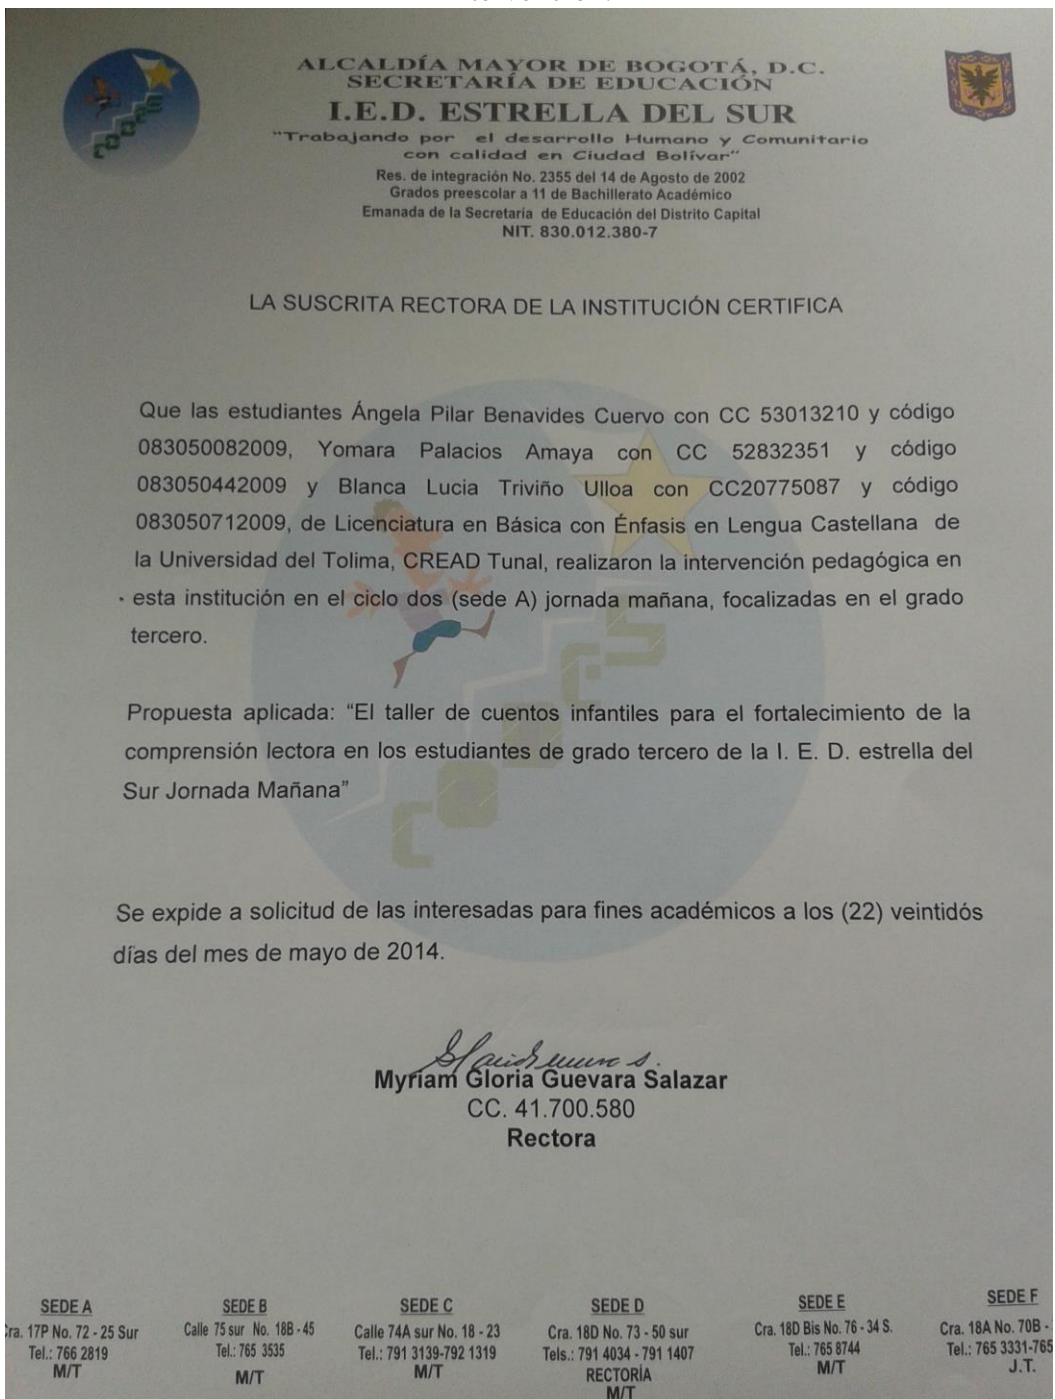 ALCALDÍA MAYOR DE BOGOTÁ, D.C.
SECRETARÍA DE EDUCACIÓN
I.E.D. ESTRELLA DEL SUR
"Trabajando por el desarrollo Humano y Comunitario
con calidad en Ciudad Bolívar"
Res. de integración No. 2355 del 14 de Agosto de 2002
Grados preescolar a 11 de Bachillerato Académico
Emanada de la Secretaría de Educación del Distrito Capital
NIT. 830.012.380-7
LA SUSCRITA RECTORA DE LA INSTITUCIÓN CERTIFICA
Que las estudiantes Ángela Pilar Benavides Cuervo con CC 53013210 y código
083050082009, Yomara Palacios Amaya con CC 52832351 y código
083050442009 y Blanca Lucia Triviño Ulloa con CC20775087 y código
083050712009, de Licenciatura en Básica con Énfasis en Lengua Castellana de
la Universidad del Tolima, CREAD Tunal, realizaron la intervención pedagógica en
esta institución en el ciclo dos (sede A) jornada mañana, focalizadas en el grado
tercero.
Propuesta aplicada: “El taller de cuentos infantiles para el fortalecimiento de la
comprensión lectora en los estudiantes de grado tercero de la I. E. D. estrella del
Sur Jornada Mañana”
Se expide a solicitud de las interesadas para fines académicos a los (22) veintidós
días del mes de mayo de 2014.
Myriam Gloria Guevara Salazar
CC. 41.700.580
Rectora
SEDE A
Cra. 17P No. 72 - 25 Sur
Tel.: 766 2819
M/T
SEDE B
Calle 75 sur No. 18B - 45
Tel.: 765 3535
M/T
SEDE C
Calle 74A sur No. 18 - 23
Tel.: 791 3139-792 1319
M/T
SEDE D
Cra. 18D No. 73 - 50 sur
Tels.: 791 4034 - 791 1407
RECTORÍA
M/T
SEDE E
Cra. 18D Bis No. 76 - 34 S.
Tel.: 765 8744
M/T
SEDE F
Cra. 18A No. 70B -
Tel.: 765 3331-765
J.T.